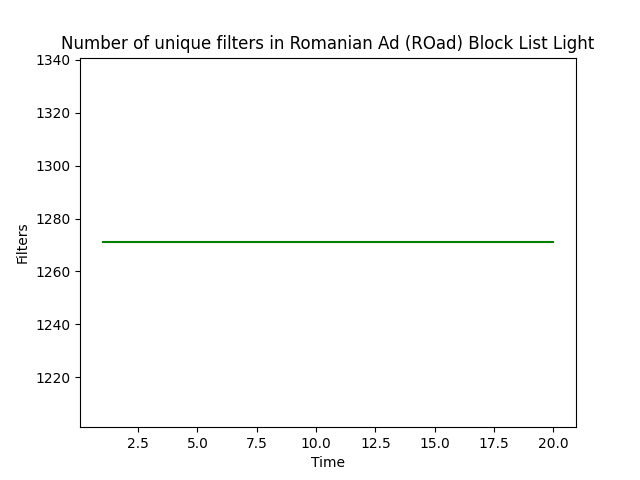 Number of unique filters in Romanian Ad (ROad) Block List Light
1340
1320
1300
1280
1260
1240
1220
Filters
2.5 5.0 7.5 10.0 12.5 15.0 17.5 20.0
Time